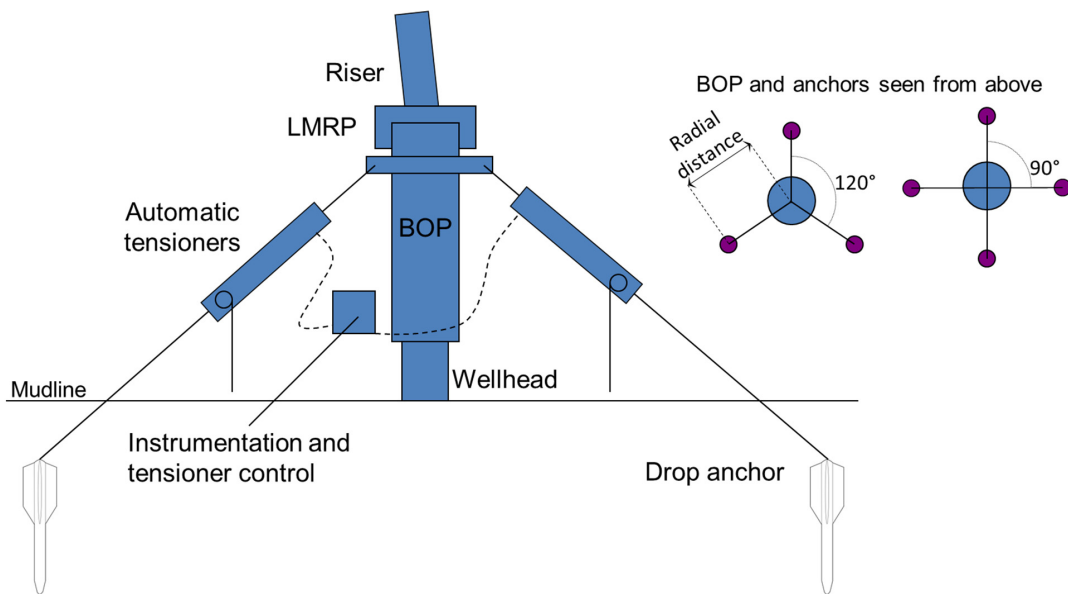 Riser
LMRP
BOP and anchors seen from above
Radial
distance
120°
90°
Automatic
tensioners
BOP
Wellhead
Mudline
Instrumentation and
tensioner control
Drop anchor